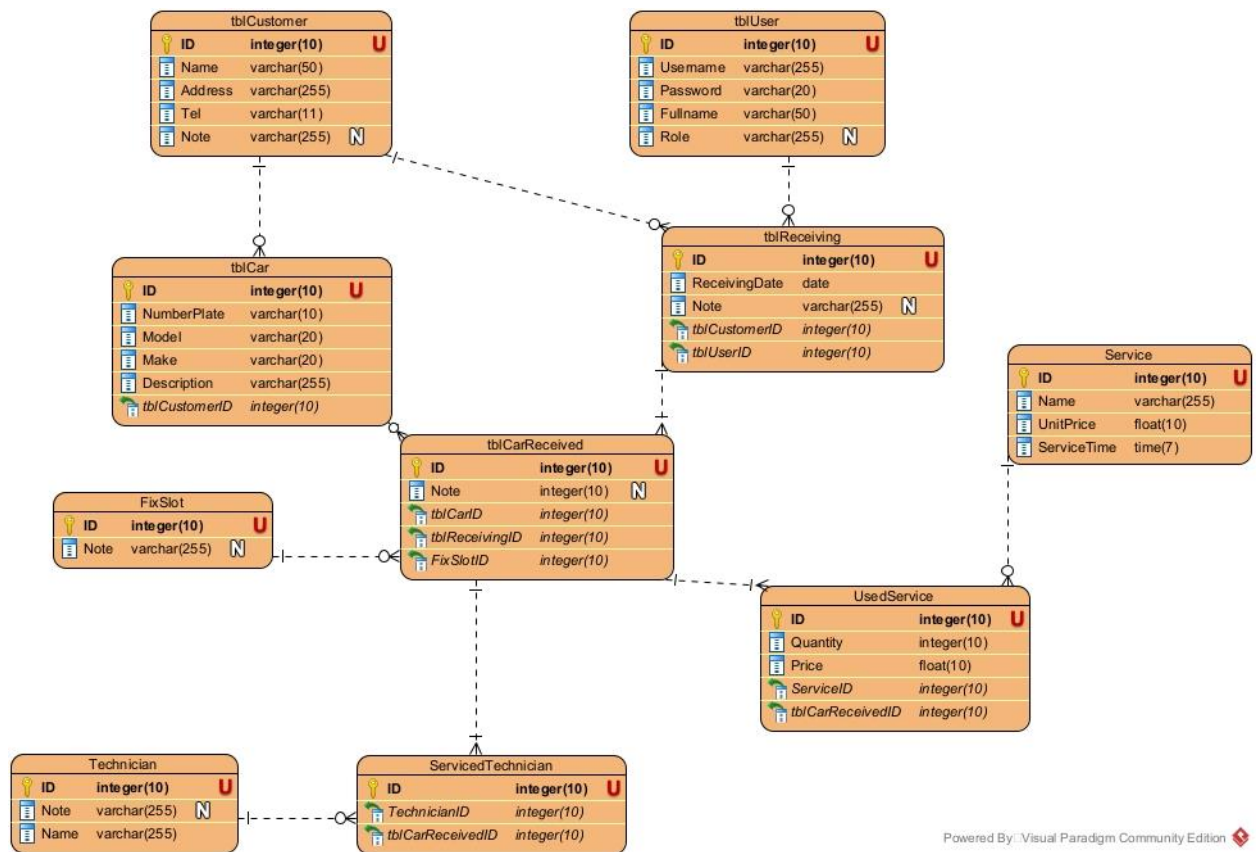 tblCustomer
ID integer(10) U
Name varchar(50)
Address varchar(255)
Tel varchar(11)
Note varchar(255) N
tblUser
ID integer(10) U
Username varchar(255)
Password varchar(20)
Fullname varchar(50)
Role varchar(255) N
tblCar
ID integer(10) U
NumberPlate varchar(10)
Model varchar(20)
Make varchar(20)
Description varchar(255)
tblCustomerID integer(10)
tblReceiving
ID integer(10) U
ReceivingDate date
Note varchar(255) N
tblCustomerID integer(10)
tblUserID integer(10)
Service
ID integer(10) U
Name varchar(255)
UnitPrice float(10)
ServiceTime time(7)
tblCarReceived
ID integer(10) U
Note integer(10) N
tblCarID integer(10)
tblReceivingID integer(10)
FixSlotID integer(10)
FixSlot
ID integer(10) U
Note varchar(255) N
UsedService
ID integer(10) U
Quantity integer(10)
Price float(10)
ServiceID integer(10)
tblCarReceivedID integer(10)
Technician
ID integer(10) U
Note varchar(255) N
Name varchar(255)
ServicedTechnician
ID integer(10) U
TechnicianID integer(10)
tblCarReceivedID integer(10)
Powered By Visual Paradigm Community Edition